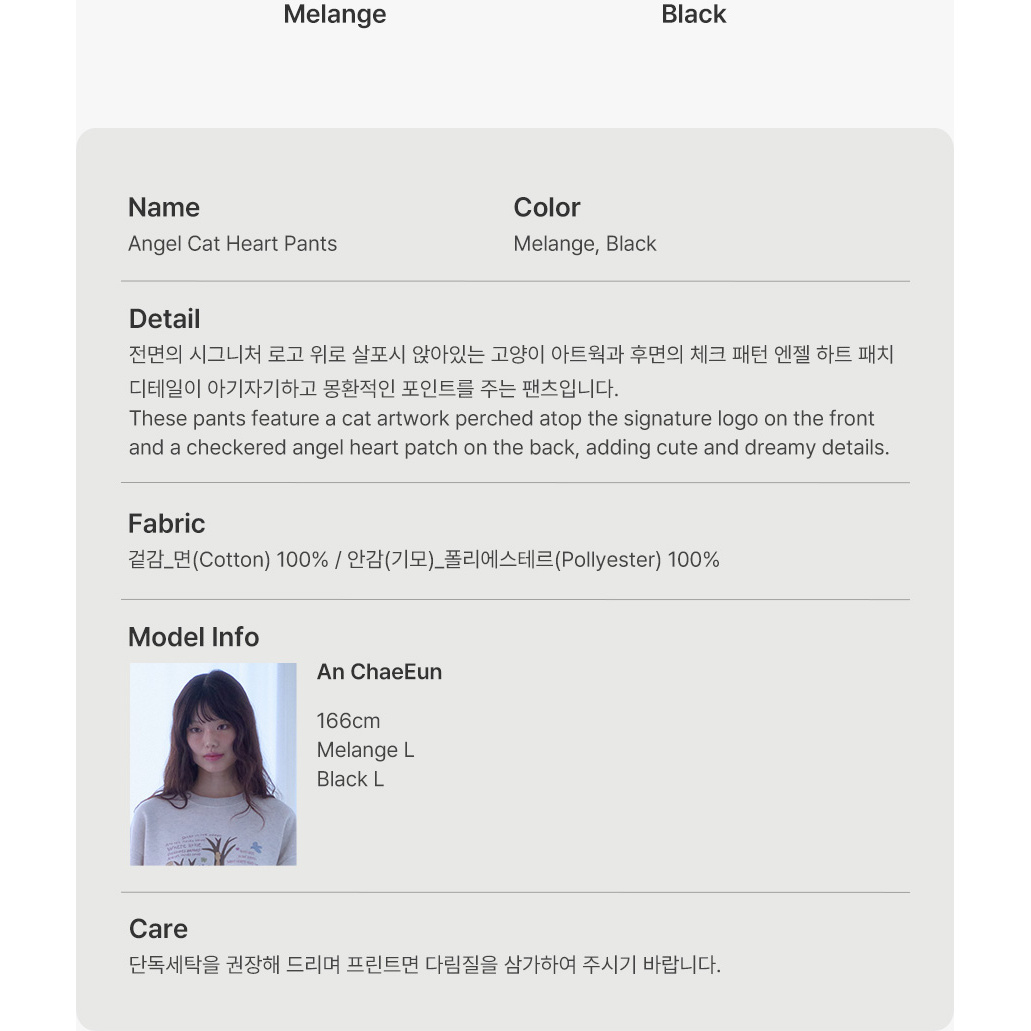 Melange
Black
Name
Angel Cat Heart Pants
Color
Melange, Black
Detail
전면의 시그니처 로고 위로 살포시 앉아있는 고양이 아트웍과 후면의 체크 패턴 엔젤 하트 패치
디테일이 아기자기하고 몽환적인 포인트를 주는 팬츠입니다.
These pants feature a cat artwork perched atop the signature logo on the front
and a checkered angel heart patch on the back, adding cute and dreamy details.
Fabric
겉감_면(Cotton) 100% / 안감(기모)_폴리에스테르(Pollyester) 100%
Model Info
An ChaeEun
166cm
Melange L
Black L
Care
단독세탁을 권장해 드리며 프린트면 다림질을 삼가하여 주시기 바랍니다.